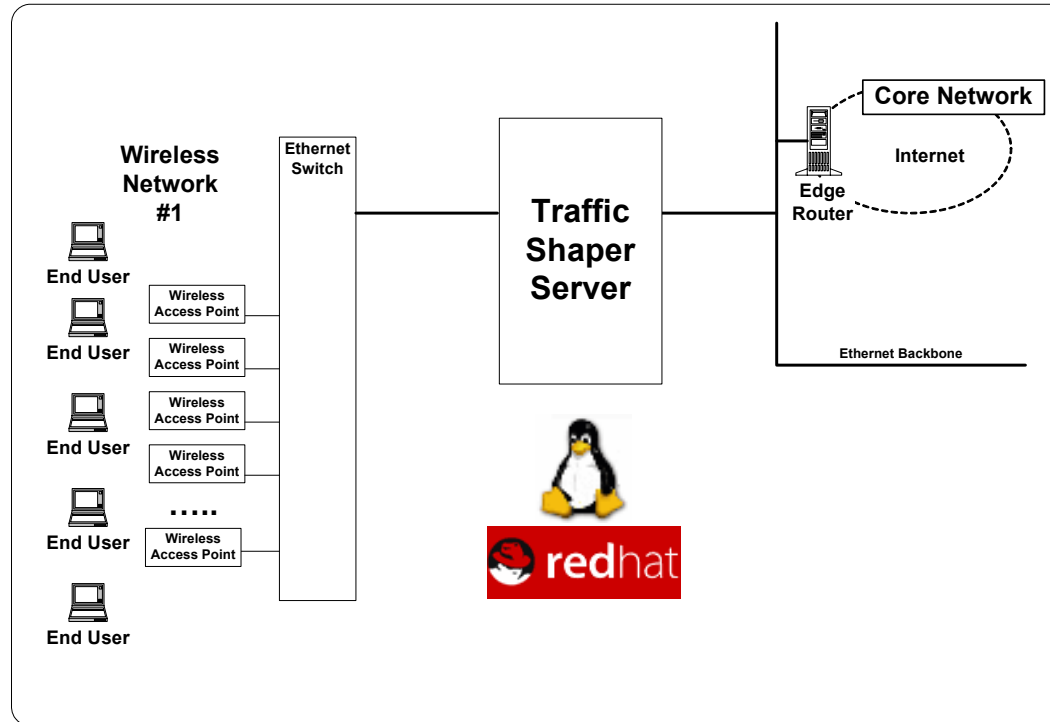 Wireless
Network
#1
Ethernet
Switch
Traffic
Shaper
Server
Core Network
Internet
Edge
Router
Ethernet Backbone
End User
Wireless
Access Point
End User
Wireless
Access Point
Wireless
Access Point
End User
Wireless
Access Point
.....
End User
Wireless
Access Point
End User
redhat